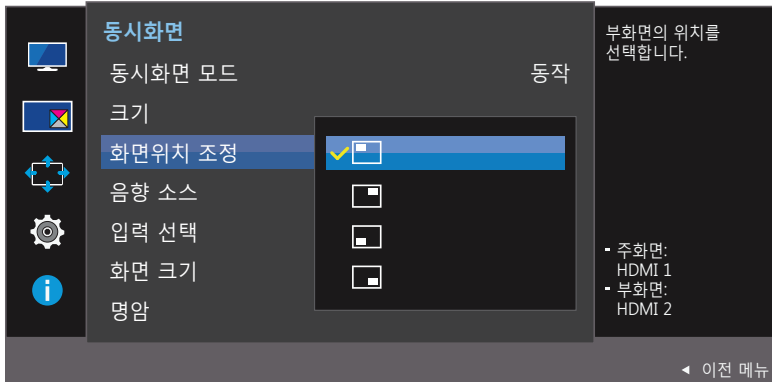 동시화면
동시화면 모드 동작
크기
화면위치 조정
음향 소스
입력 선택
화면 크기
명암
부화면의 위치를
선택합니다.
- 주화면:
HDMI 1
- 부화면:
HDMI 2
◀ 이전 메뉴